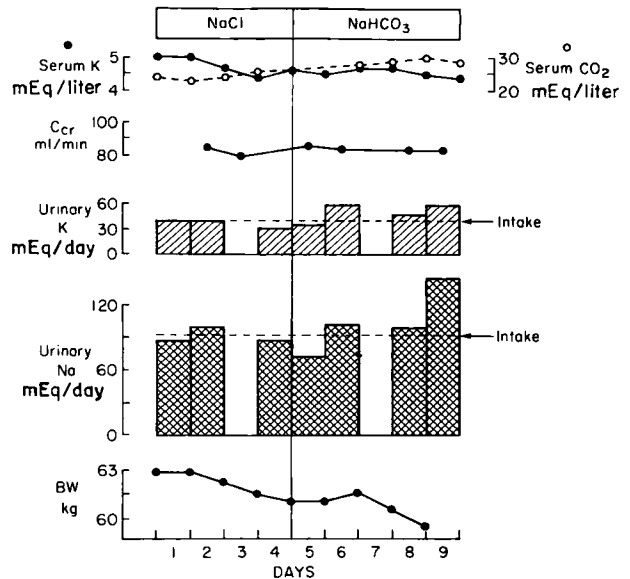 NaCl NaHCO₃
Serum K
mEq/liter
5
4
30
20
Serum CO₂
mEq/liter
Ccr
ml/min
100
80
Urinary
K
mEq/day
60
30
0
Intake
Urinary
Na
mEq/day
120
60
0
Intake
BW
kg
63
60
1 2 3 4 5 6 7 8 9
DAYS